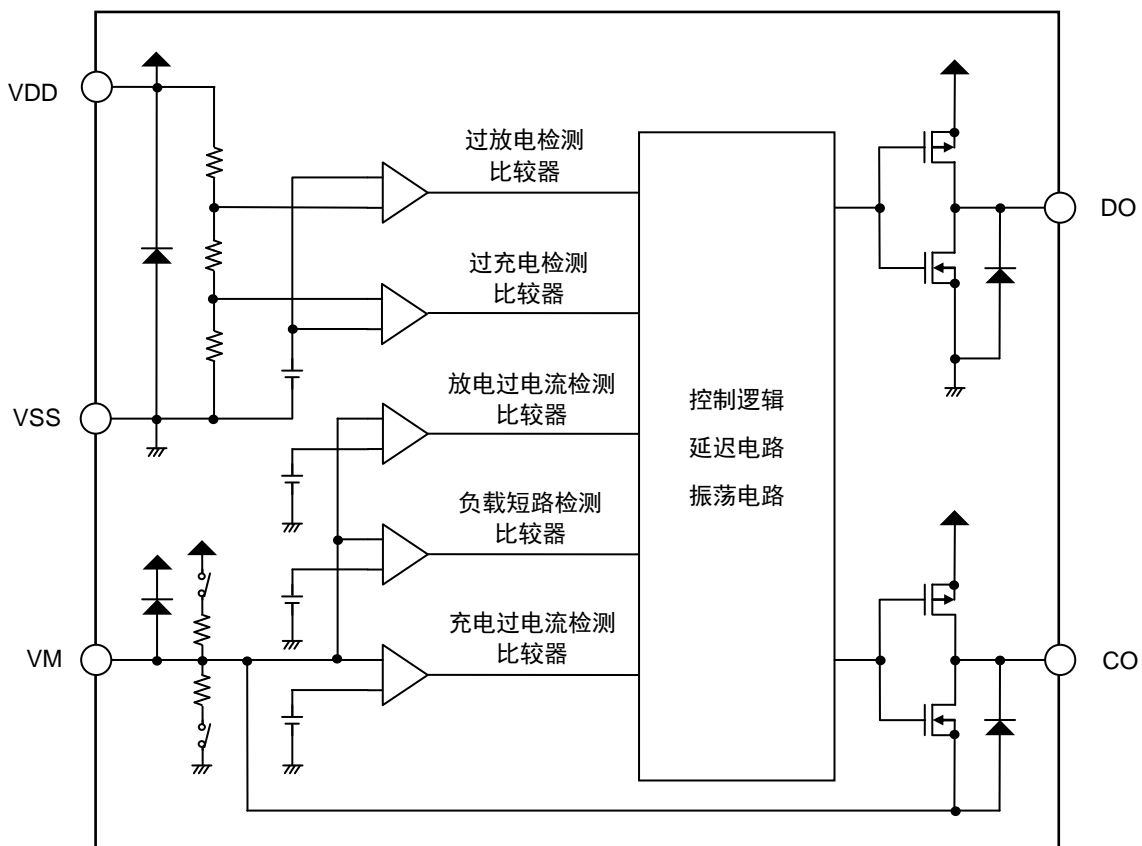 VDD
过放电检测
比较器
DO
过充电检测
比较器
VSS
放电过电流检测
比较器
控制逻辑
延迟电路
振荡电路
负载短路检测
比较器
VM
充电过电流检测
比较器
CO